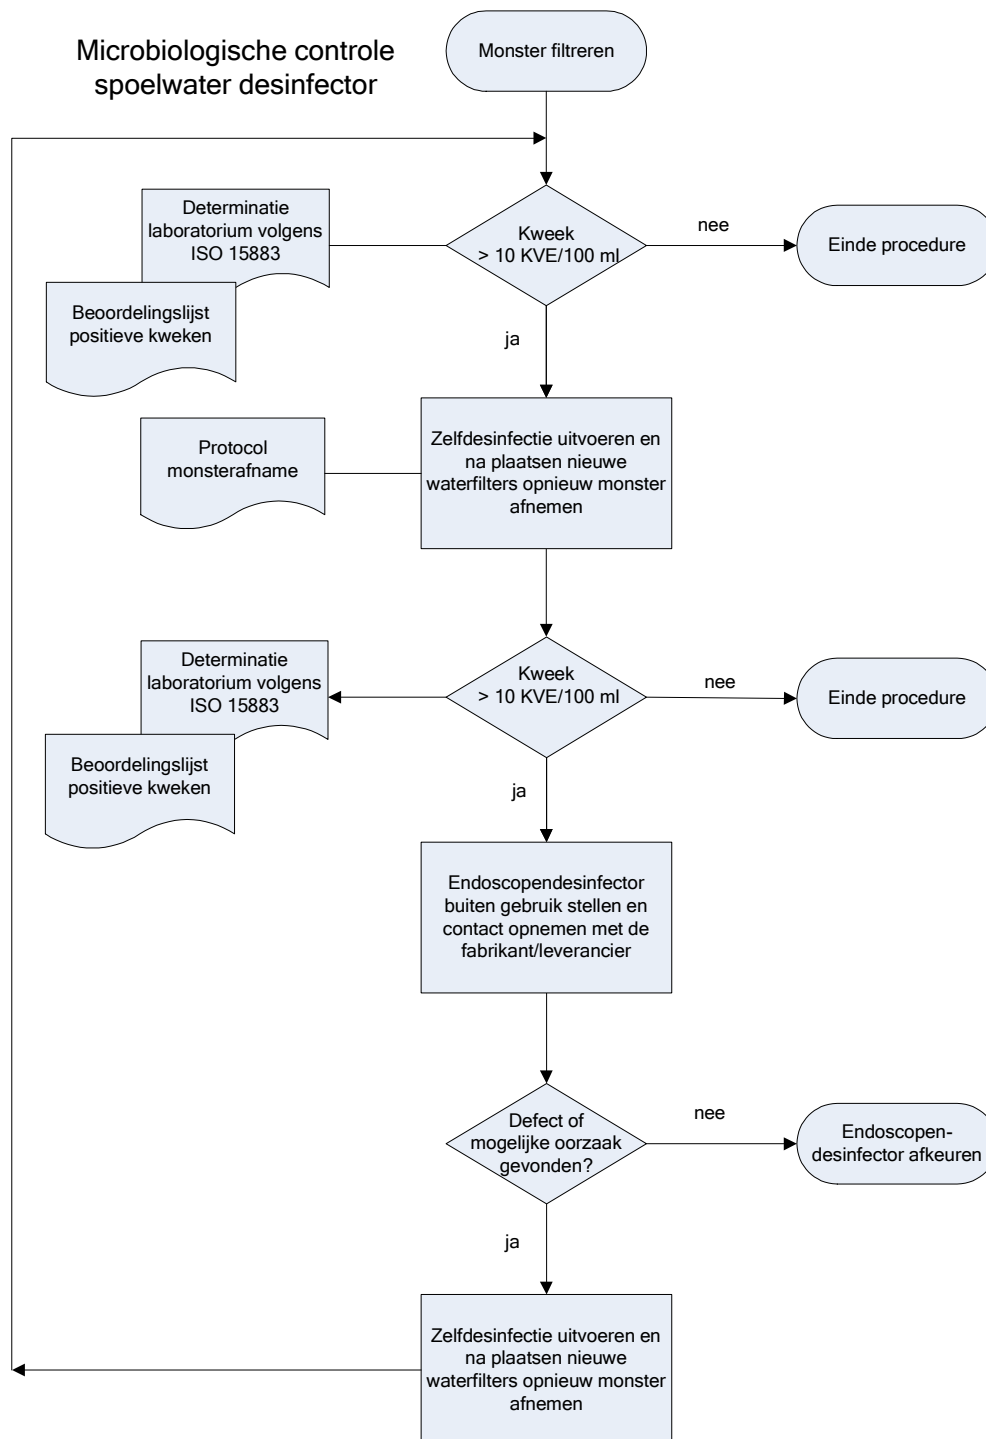 Microbiologische controle
spoelwater desinfector
Monster filtreren
Determinatie
laboratorium volgens
ISO 15883
Beoordelingslijst
positieve kweken
Kweek
> 10 KVE/100 ml
nee
Einde procedure
ja
Protocol
monsterafname
Zelfdesinfectie uitvoeren en
na plaatsen nieuwe
waterfilters opnieuw monster
afnemen
Determinatie
laboratorium volgens
ISO 15883
Beoordelingslijst
positieve kweken
Kweek
> 10 KVE/100 ml
nee
Einde procedure
ja
Endoscopendesinfector
buiten gebruik stellen en
contact opnemen met de
fabrikant/leverancier
Defect of
mogelijke oorzaak
gevonden?
nee
Endoscopen-
desinfector afkeuren
ja
Zelfdesinfectie uitvoeren en
na plaatsen nieuwe
waterfilters opnieuw monster
afnemen